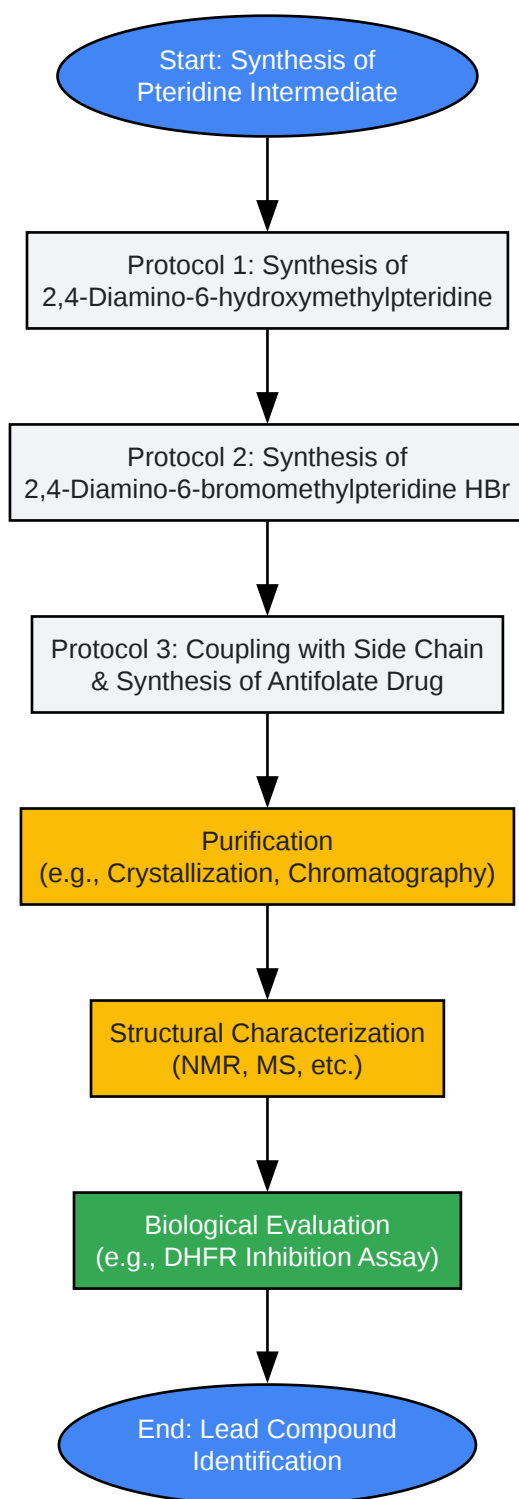 Start: Synthesis of
Pteridine Intermediate
Protocol 1: Synthesis of
2,4-Diamino-6-hydroxymethylpteridine
Protocol 2: Synthesis of
2,4-Diamino-6-bromomethylpteridine HBr
Protocol 3: Coupling with Side Chain
& Synthesis of Antifolate Drug
Purification
(e.g., Crystallization, Chromatography)
Structural Characterization
(NMR, MS, etc.)
Biological Evaluation
(e.g., DHFR Inhibition Assay)
End: Lead Compound
Identification